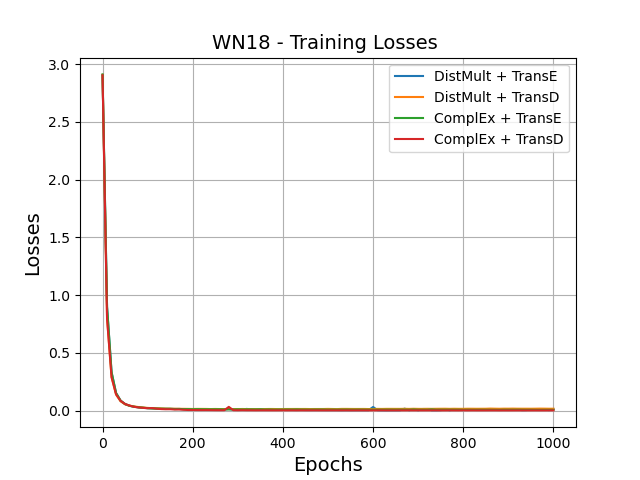 WN18 - Training Losses
3.0
2.5
2.0
1.5
1.0
0.5
0.0
Losses
DistMult + TransE
DistMult + TransD
ComplEx + TransE
ComplEx + TransD
0 200 400 600 800 1000
Epochs